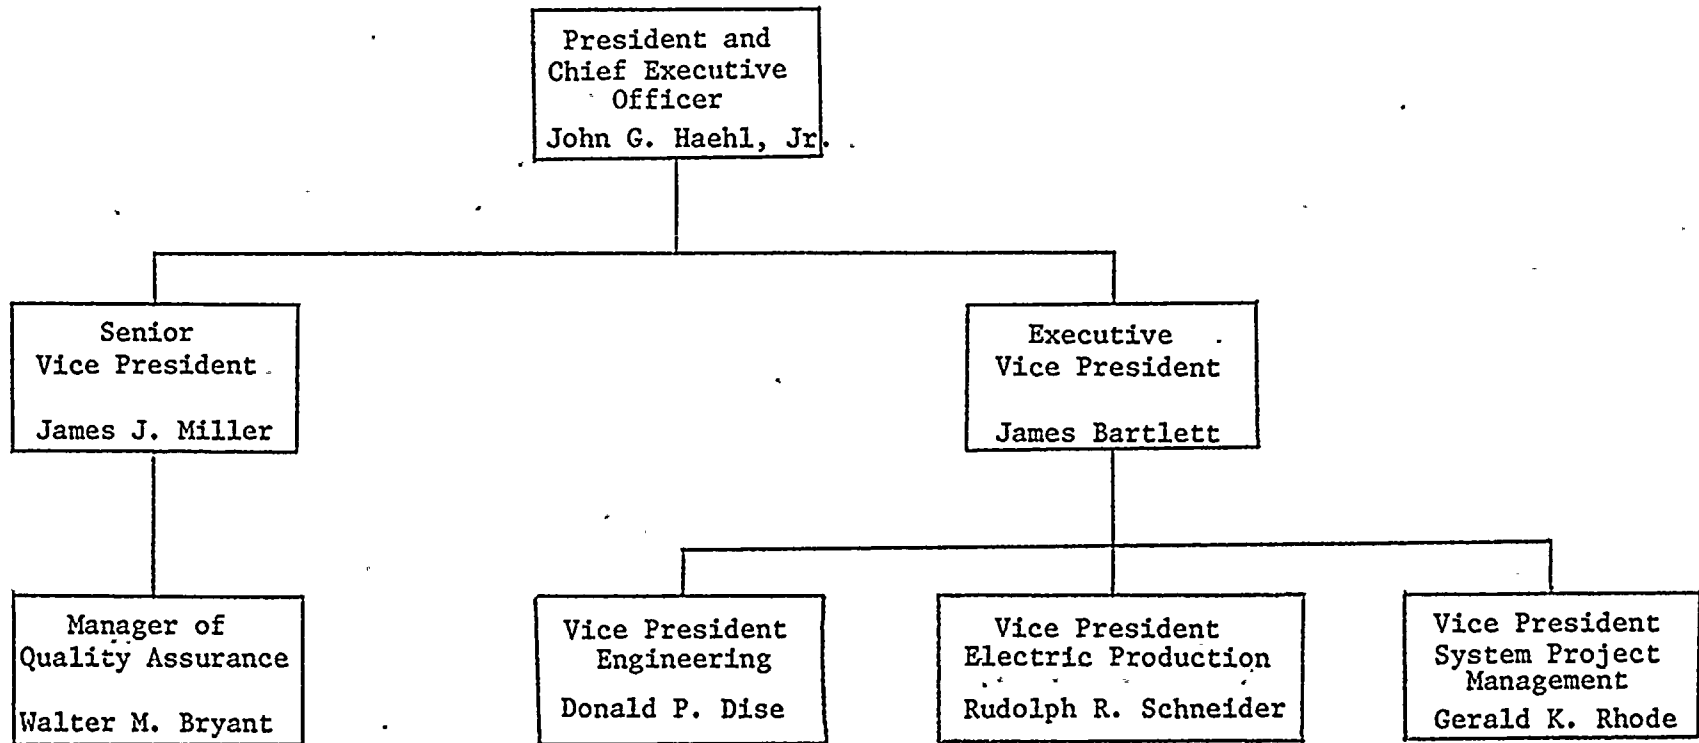 President and
Chief Executive
Officer
John G. Haehl, Jr.
Senior
Vice President
James J. Miller
Executive
Vice President
James Bartlett
Manager of
Quality Assurance
Walter M. Bryant
Vice President
Engineering
Donald P. Dise
Vice President
Electric Production
Rudolph R. Schneider
Vice President
System Project
Management
Gerald K. Rhode